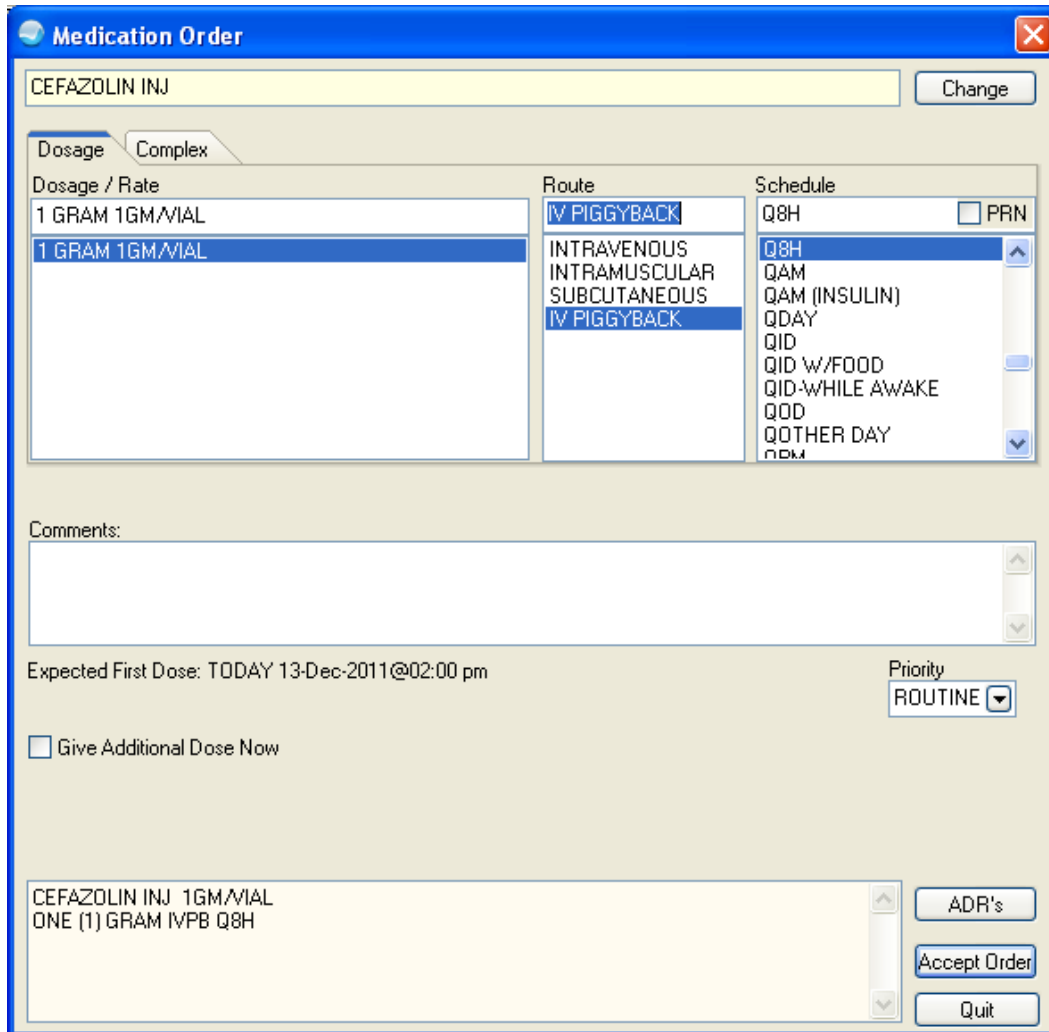 Medication Order
CEFAZOLIN INJ
Change
Dosage
Complex
Dosage / Rate
Route
Schedule
1 GRAM 1GM/VIAL
IV PIGGYBACK
Q8H
PRN
1 GRAM 1GM/VIAL
INTRAVENOUS
INTRAMUSCULAR
SUBCUTANEOUS
IV PIGGYBACK
Q8H
QAM
QAM (INSULIN)
QDAY
QID
QID W/FOOD
QID-WHILE AWAKE
QOD
QOTHER DAY
Comments:
Expected First Dose: TODAY 13-Dec-2011@02:00 pm
Priority
ROUTINE
Give Additional Dose Now
CEFAZOLIN INJ  1GM/VIAL
ONE (1) GRAM IVPB Q8H
ADR's
Accept Order
Quit